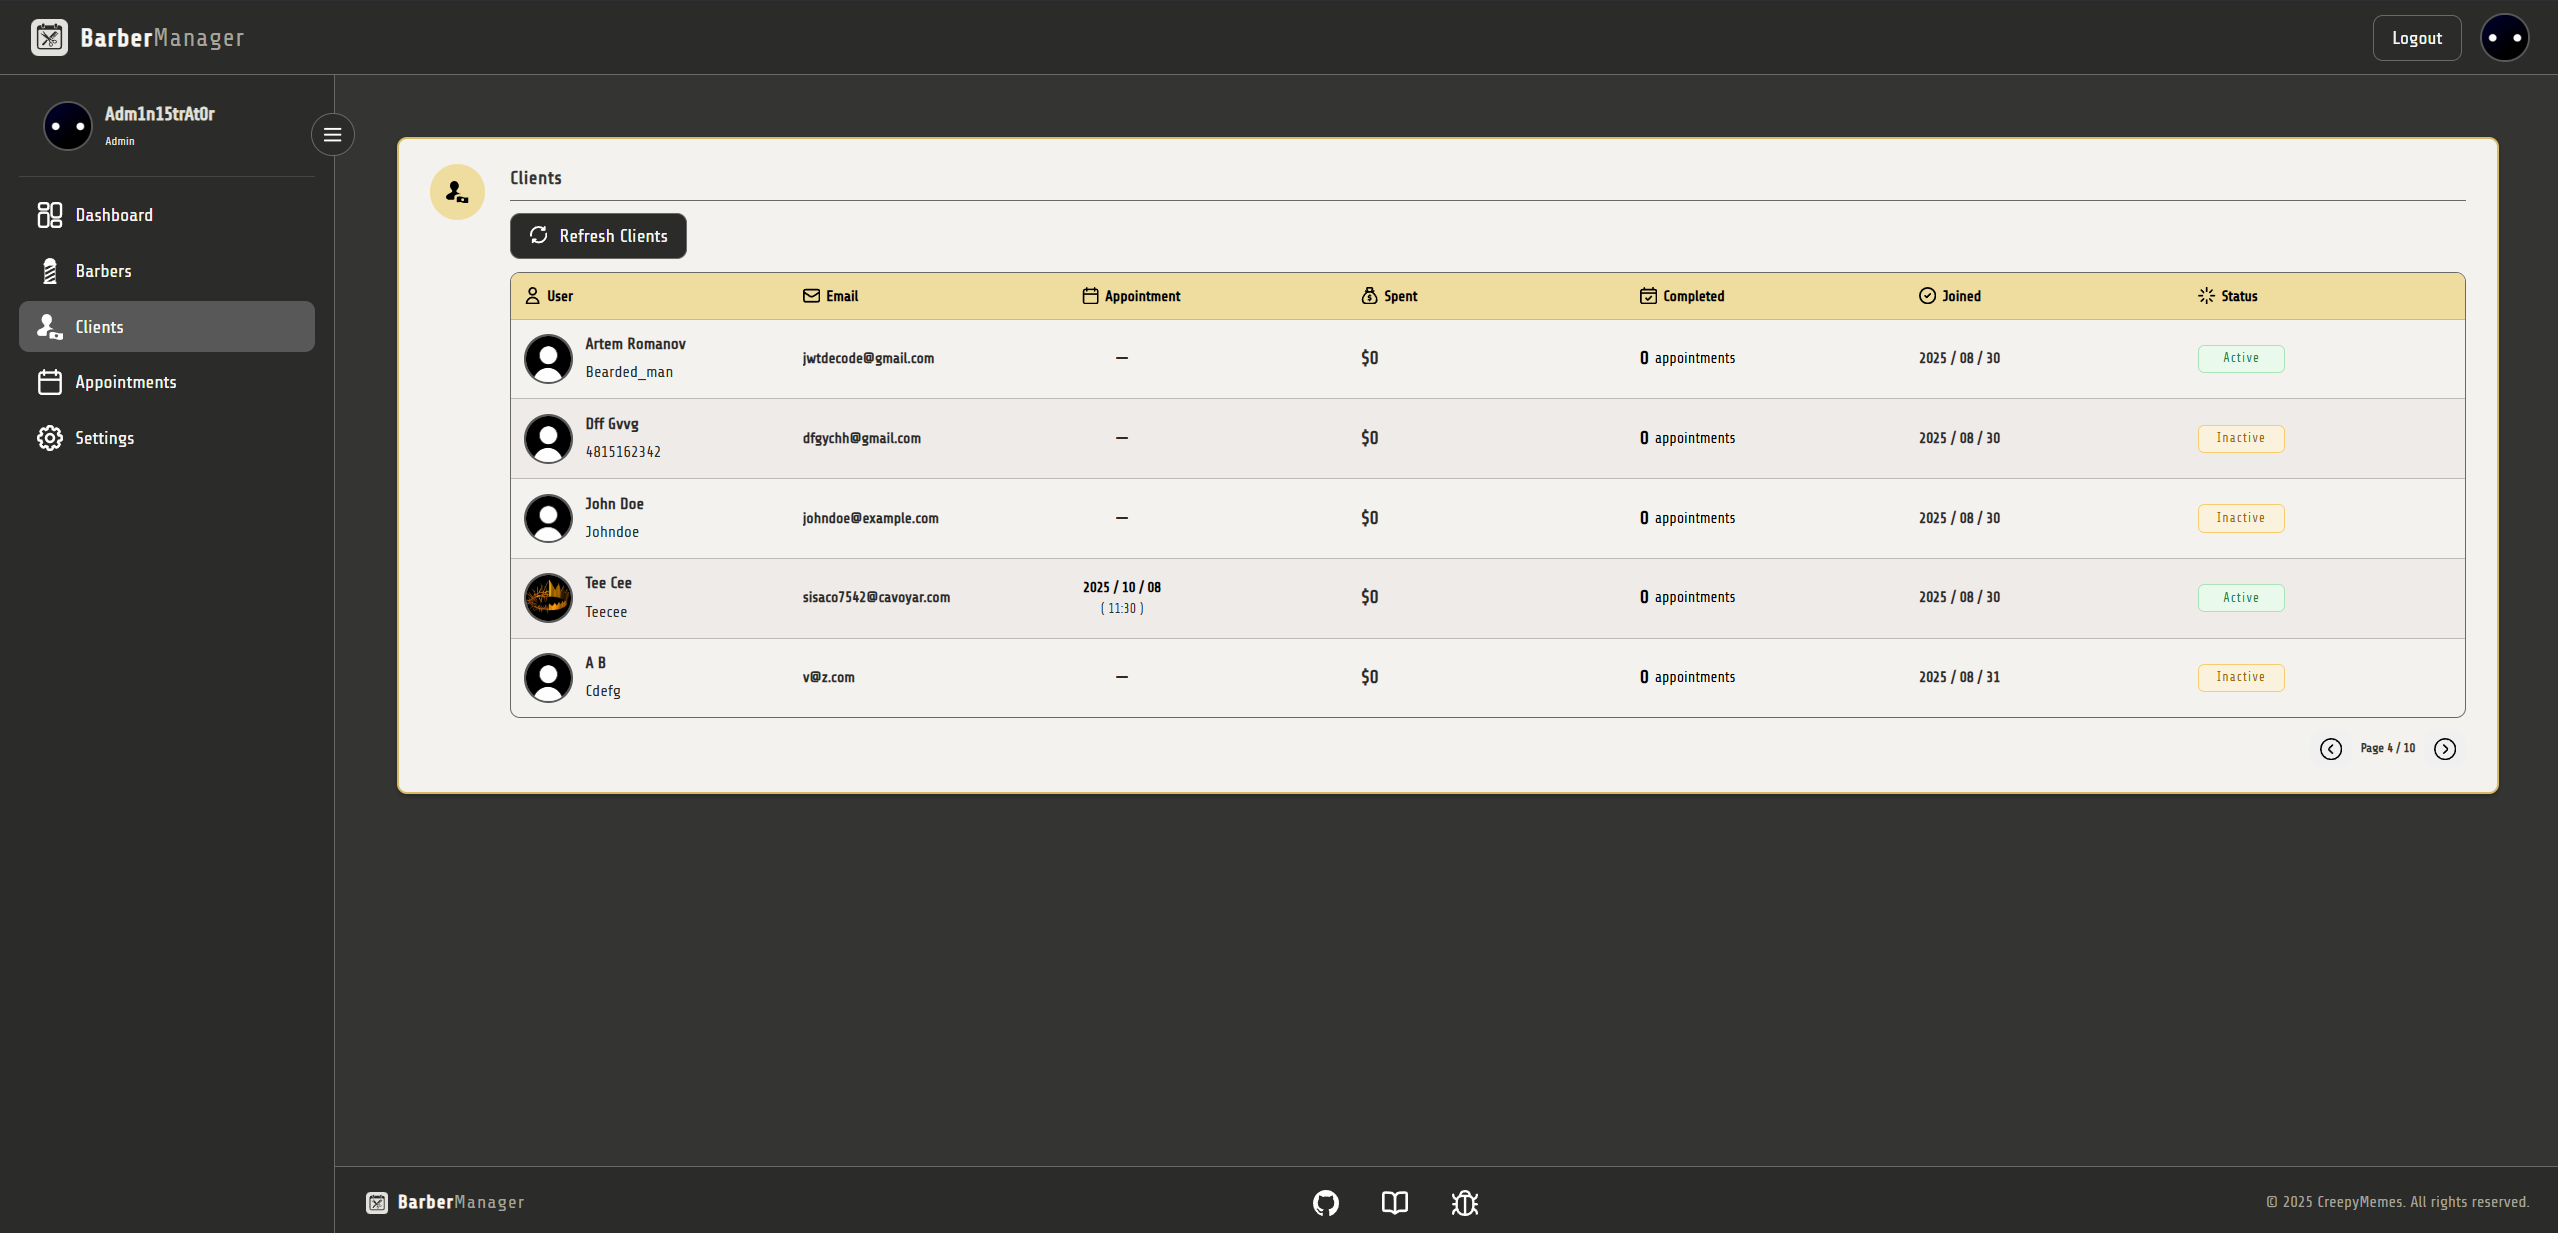 BarberManager
Logout
Adm1n15trAt0r
Admin
Dashboard
Barbers
Clients
Appointments
Settings
Clients
Refresh Clients
User Email Appointment Spent Completed Joined Status
Artem Romanov
Bearded_man
jwtdecode@gmail.com — $0 0 appointments 2025 / 08 / 30 Active
Dff Gvvg
4815162342
dfgychh@gmail.com — $0 0 appointments 2025 / 08 / 30 Inactive
John Doe
Johndoe
johndoe@example.com — $0 0 appointments 2025 / 08 / 30 Inactive
Tee Cee
Teecee
sisaco7542@cavoyar.com 2025 / 10 / 08 $0 0 appointments 2025 / 08 / 30 Active
( 11:30 )
A B
Cdefg
v@z.com — $0 0 appointments 2025 / 08 / 31 Inactive
Page 4 / 10
BarberManager
© 2025 CreepyMemes. All rights reserved.